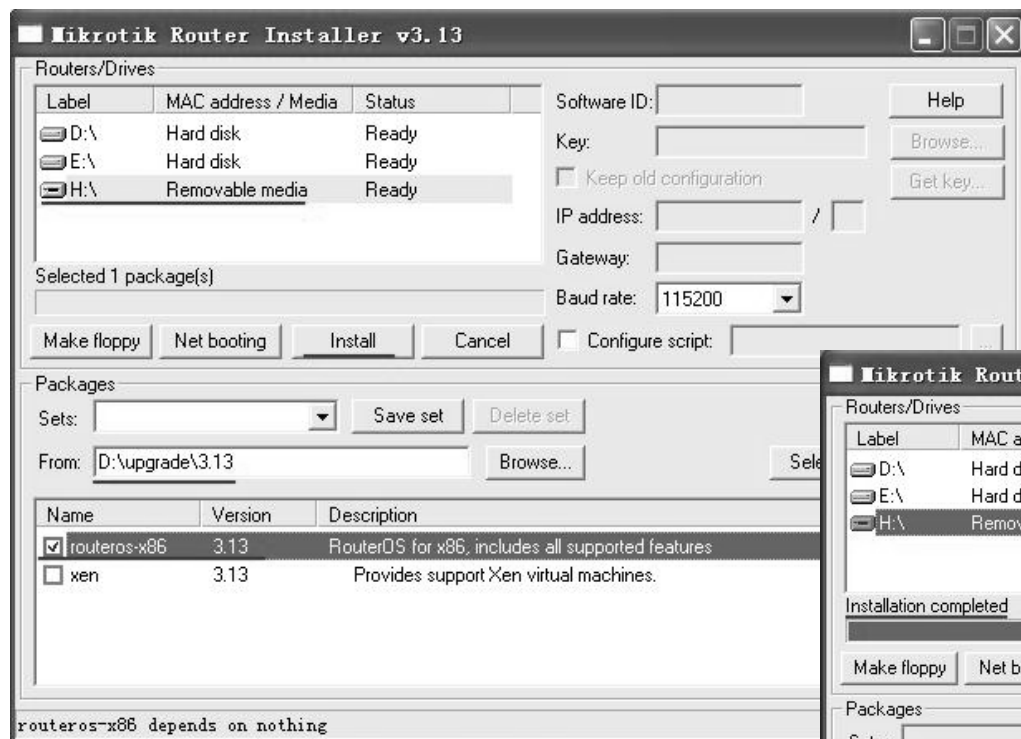 Mikrotik Router Installer v3.13
Routers/Drives
Label MAC address / Media Status
D:\ Hard disk Ready
E:\ Hard disk Ready
H:\ Removable media Ready
Selected 1 package(s)
Make floppy Net booting Install Cancel
Software ID: Help
Key: Browse...
Keep old configuration Get key...
IP address: /
Gateway:
Baud rate: 115200
Configure script: ...
Packages
Sets: Save set Delete set
From: D:\upgrade\3.13 Browse... Sele
Name Version Description
routeros-x86 3.13 RouterOS for x86, includes all supported features
xen 3.13 Provides support Xen virtual machines.
routeros-x86 depends on nothing
Mikrotik Rout
Routers/Drives
Label MAC a
D:\ Hard d
E:\ Hard d
H:\ Remov
Installation completed
Make floppy Net b
Packages